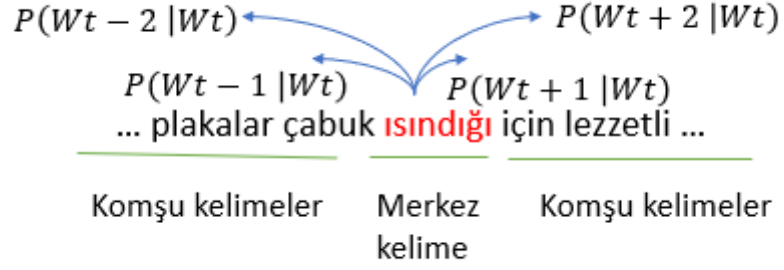 P(Wt − 2 |Wt) P(Wt + 2 |Wt)
P(Wt − 1 |Wt) P(Wt + 1 |Wt)
... plakalar çabuk ısındığı için lezzetli ...
Komşu kelimeler Merkez kelime Komşu kelimeler